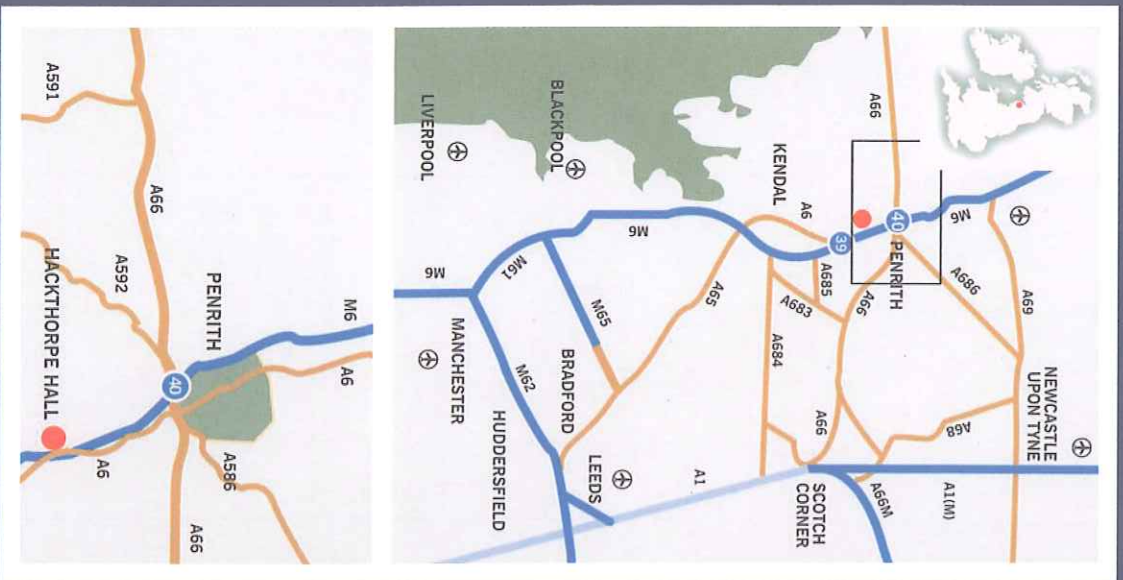 NEWCASTLE
UPON TYNE
A69
M6
A686
A68
A1(M)
40
PENRITH
A66
A66
A66M
39
A685
A66
SCOTCH
CORNER
A6
A683
KENDAL
A684
A65
A1
M6
M65
LEEDS
BRADFORD
BLACKPOOL
M61
M62
HUDDERSFIELD
MANCHESTER
M6
LIVERPOOL
M6
A6
A586
PENRITH
A66
40
A66
A592
A6
A591
HACKTHORPE HALL